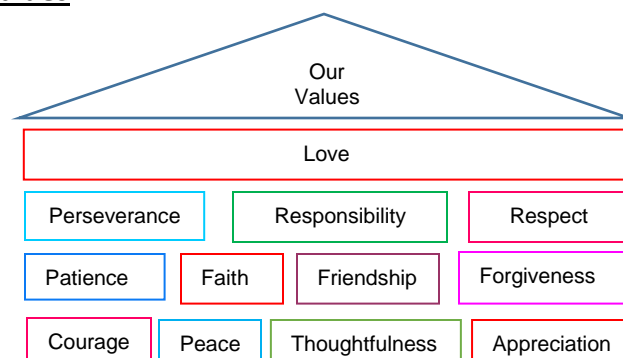 Our
Values
Love
Perseverance Responsibility Respect
Patience Faith Friendship Forgiveness
Courage Peace Thoughtfulness Appreciation